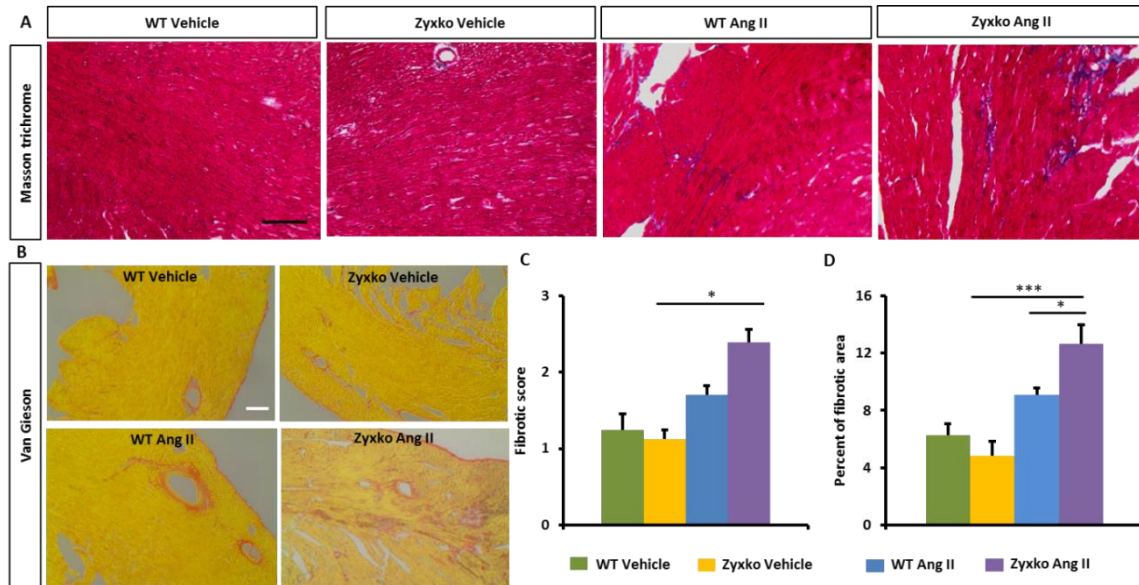 A
WT Vehicle
Zyxko Vehicle
WT Ang II
Zyxko Ang II
Masson trichrome
B
Van Gieson
WT Vehicle
Zyxko Vehicle
WT Ang II
Zyxko Ang II
C
Fibrotic score
3
2
1
0
*
D
Percent of fibrotic area
16
12
8
4
0
***
*
WT Vehicle
Zyxko Vehicle
WT Ang II
Zyxko Ang II